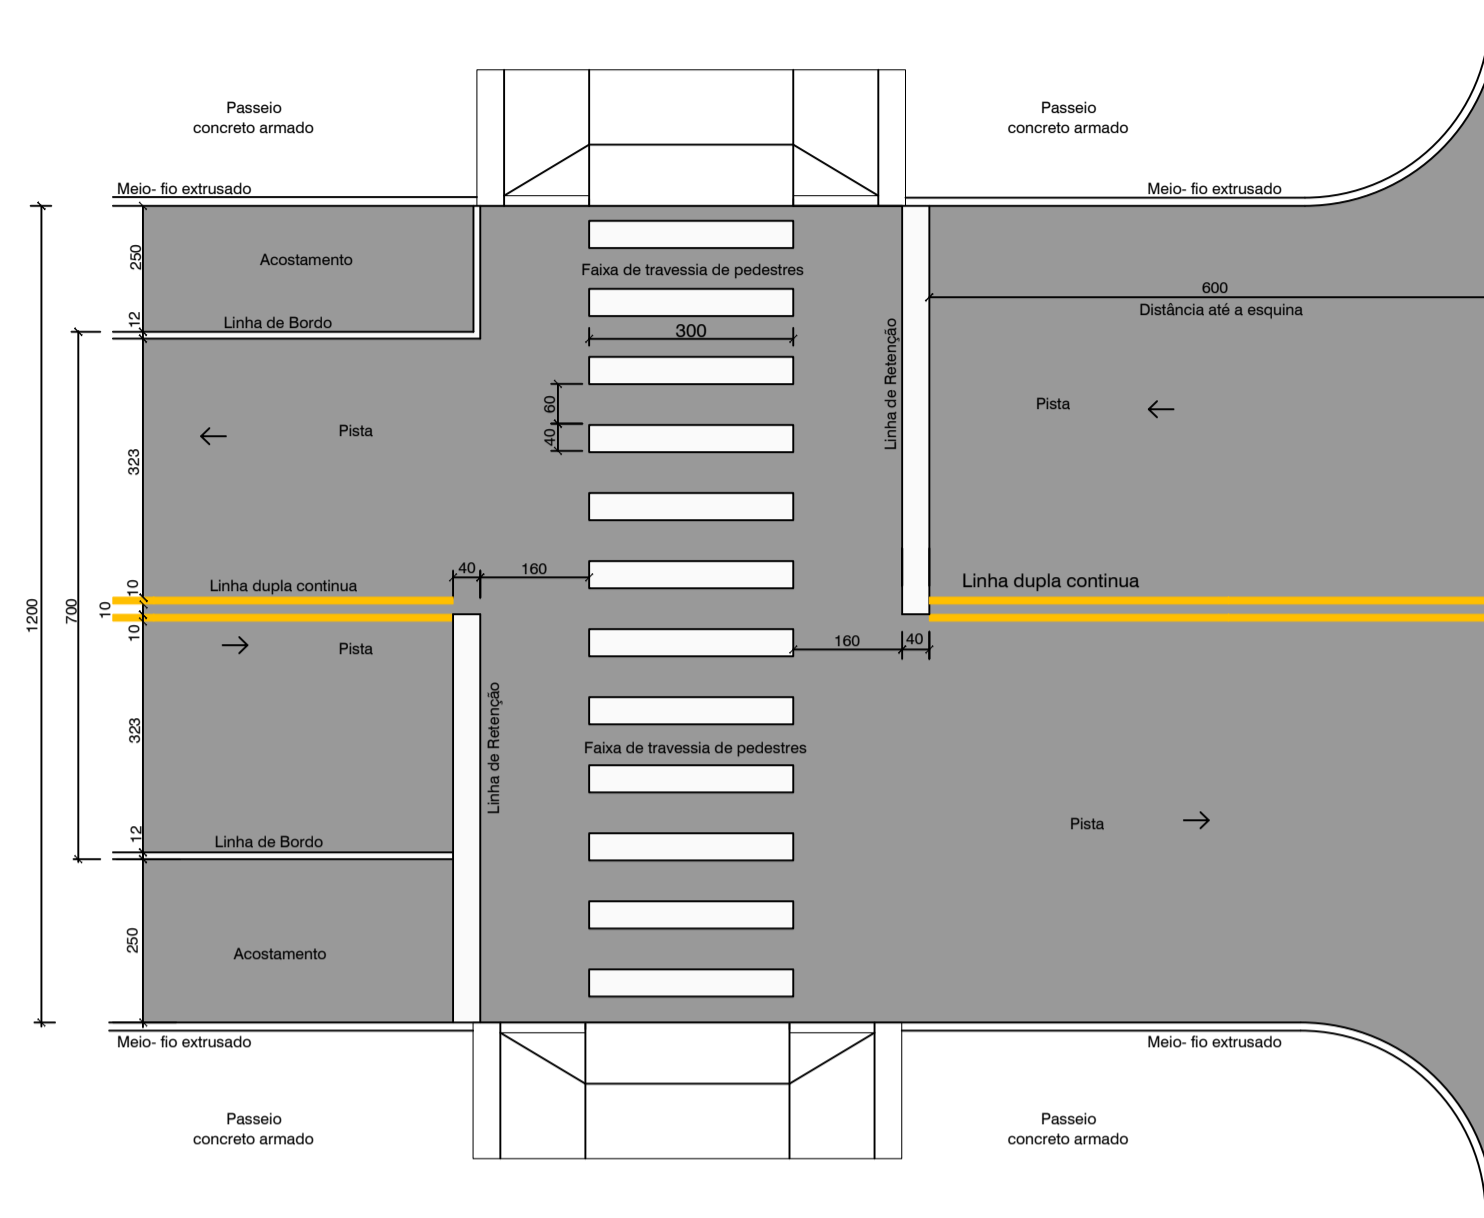 Passeio
concreto armado
Passeio
concreto armado
Meio- fio extrusado
Meio- fio extrusado
250
Acostamento
Faixa de travessia de pedestres
600
Distância até a esquina
12
Linha de Bordo
300
Linha de Retenção
60
40
Pista
Pista
323
40
160
10
Linha dupla continua
Linha dupla continua
1200
700
10
10
Pista
160
40
323
Linha de Retenção
Faixa de travessia de pedestres
Pista
12
Linha de Bordo
250
Acostamento
Meio- fio extrusado
Meio- fio extrusado
Passeio
concreto armado
Passeio
concreto armado